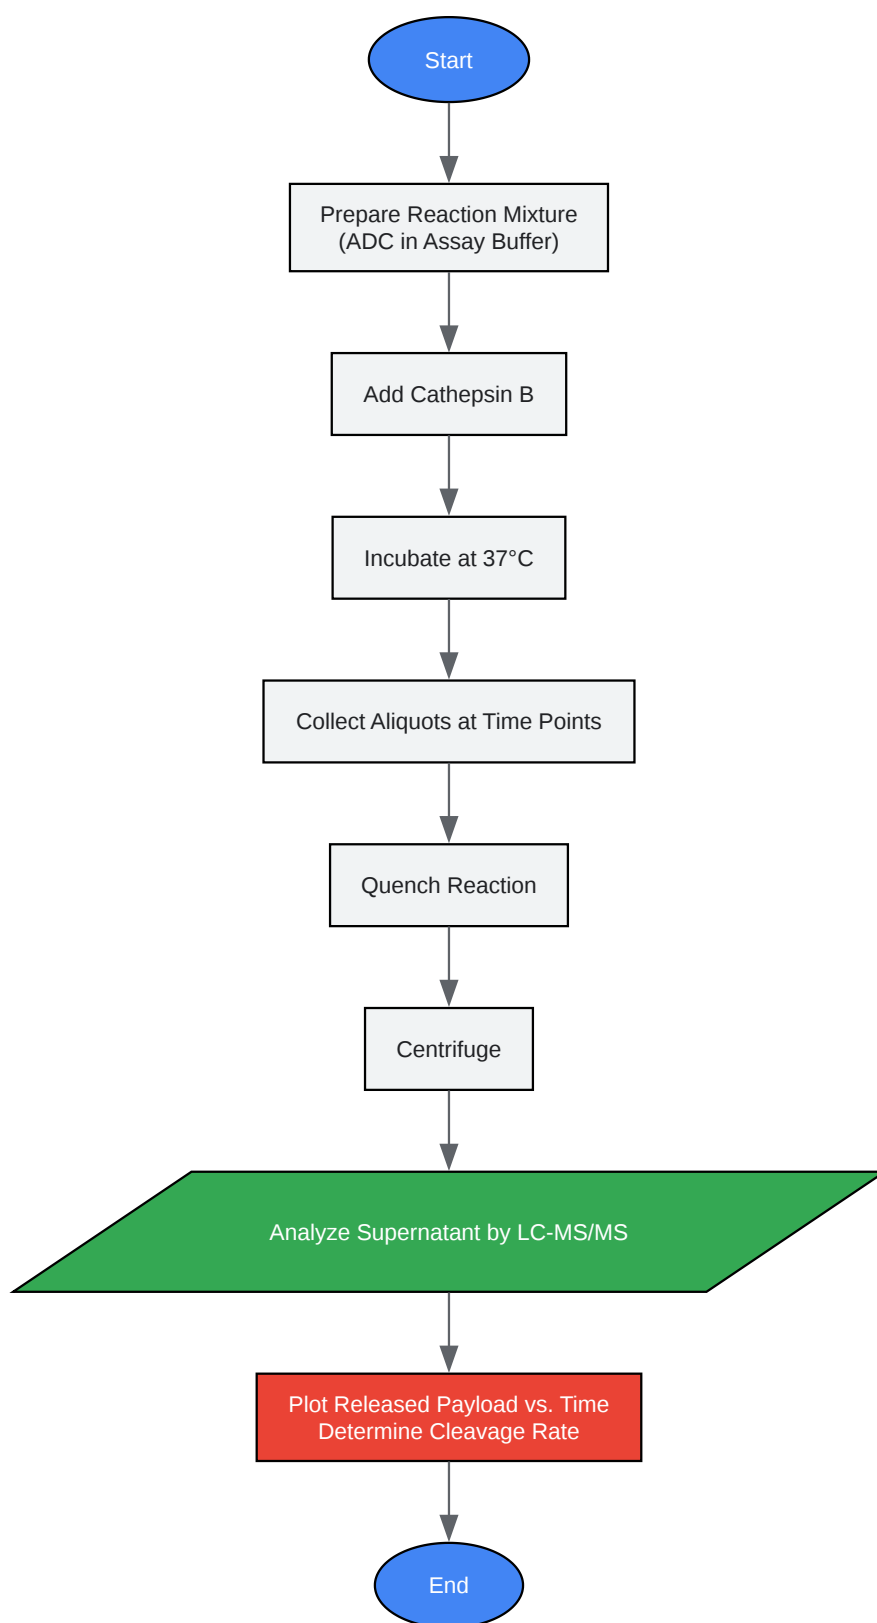 Start
Prepare Reaction Mixture
(ADC in Assay Buffer)
Add Cathepsin B
Incubate at 37°C
Collect Aliquots at Time Points
Quench Reaction
Centrifuge
Analyze Supernatant by LC-MS/MS
Plot Released Payload vs. Time
Determine Cleavage Rate
End